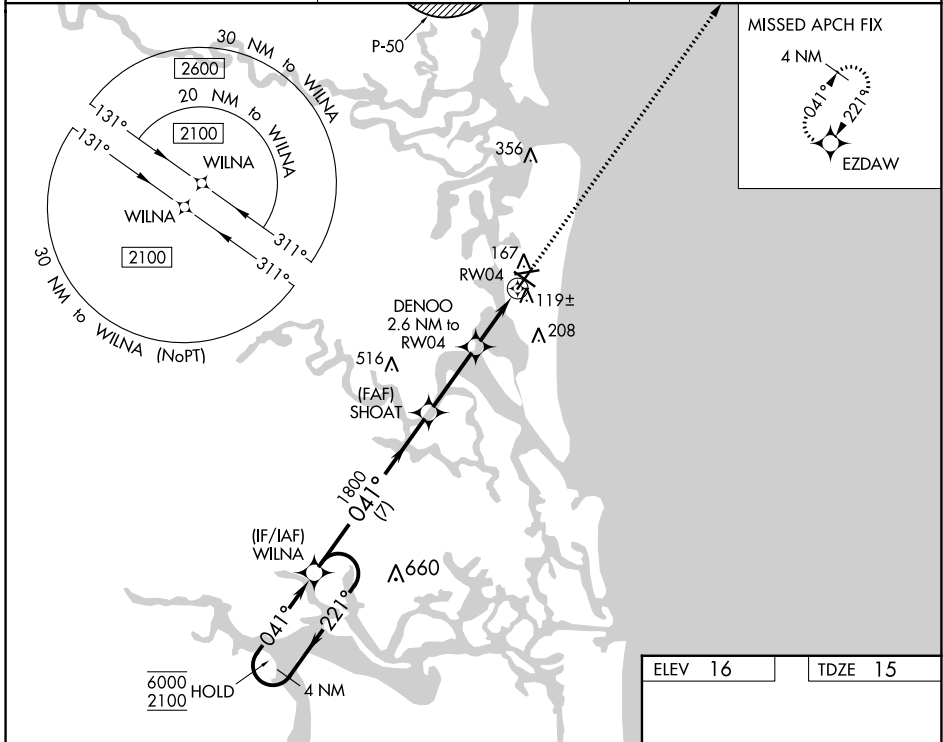 P-50
MISSED APCH FIX
4 NM
041°
221°
EZDAW
30 NM to WILNA
2600
20 NM to WILNA
2100
131°
131°
WILNA
WILNA
311°
311°
2100
30 NM to WILNA (NoPT)
356
167
RW04
119±
208
DENOO
2.6 NM to
RW04
516
(FAF)
SHOAT
1800
041°
(7)
(IF/IAF)
WILNA
660
041°
221°
6000
2100
HOLD
4 NM
ELEV 16
TDZE 15